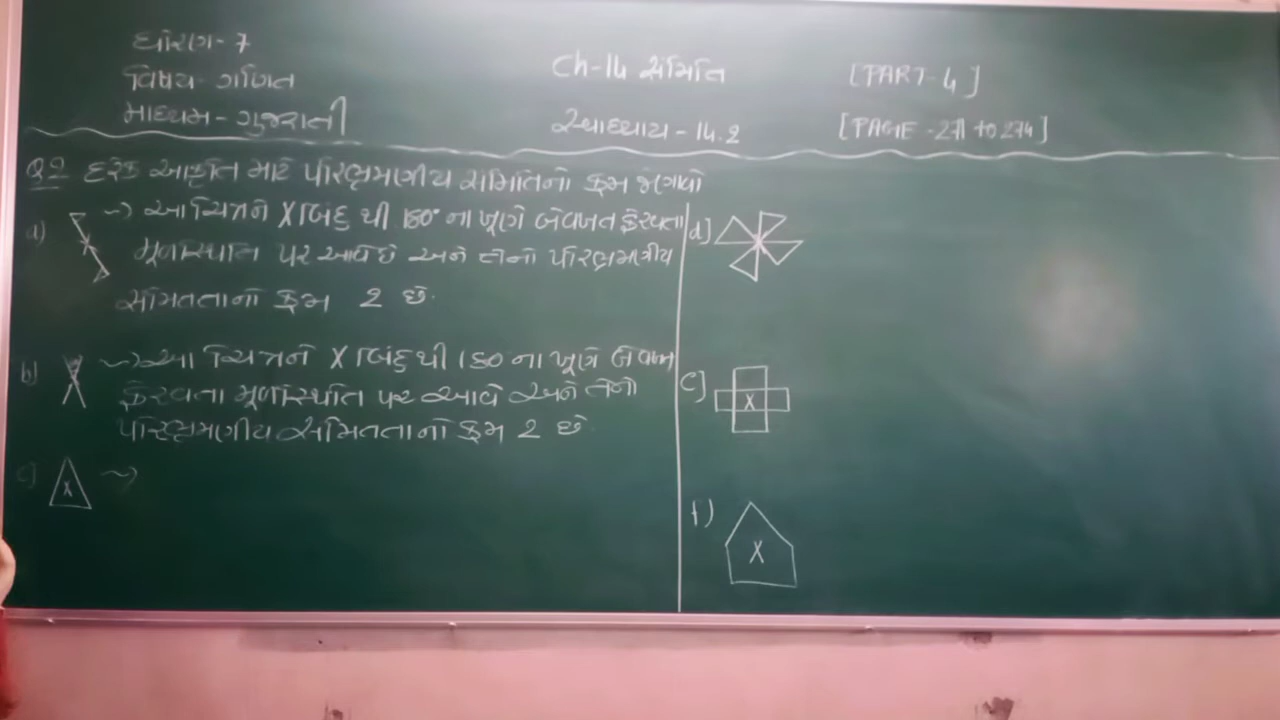 ધોરણ-7
વિષય- ગણિત
માધ્યમ-ગુજરાતી
Ch-14 સંમિતિ
સ્વાધ્યાય-14.2
[PART-4]
[PAGE-271 to 274]
Q 2 દરેક આકૃતિ માટે પરિભ્રમણીય સંમિતિનો ક્રમ જણાવો
a) → આ ચિત્રને X બિંદુ થી 180° ના ખૂણે બે વખત ફેરવતા
મૂળસ્થિતિ પર આવે છે અને તેનો પરિભ્રમણીય
સંમિતતાનો ક્રમ 2 છે.
b) → આ ચિત્રને X બિંદુ થી 180 ના ખૂણે બે વખત
ફેરવતા મૂળસ્થિતિ પર આવે અને તેનો
પરિભ્રમણીય સંમિતતાનો ક્રમ 2 છે.
c) X →
d]
C] X
f) X